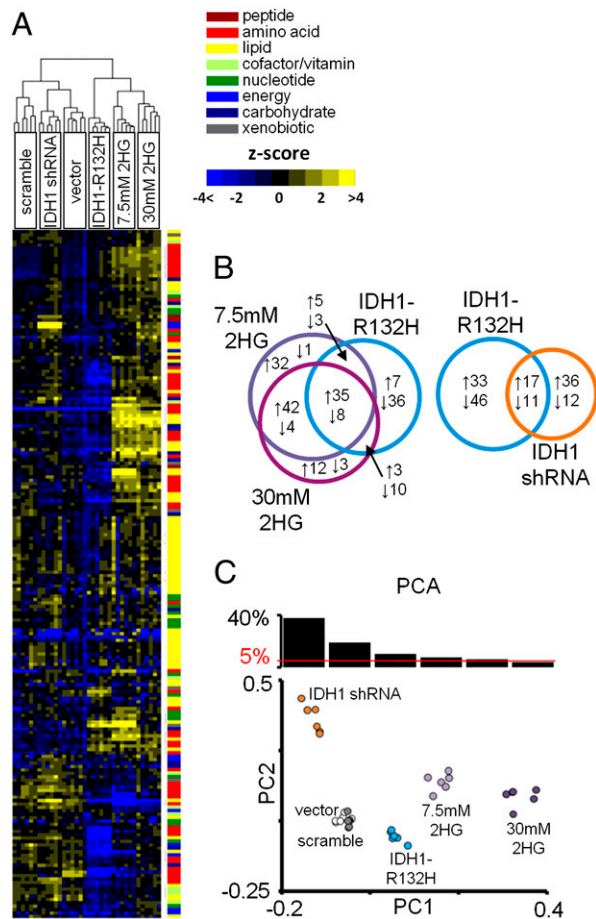 A
peptide
amino acid
lipid
cofactor/vitamin
nucleotide
energy
carbohydrate
xenobiotic
z-score
-4< -2 0 2 >4
scramble
IDH1 shRNA
vector
IDH1-R132H
7.5mM 2HG
30mM 2HG
B
7.5mM
2HG
↑5
↓3
IDH1-
R132H
↑32 ↓1
↑42
↓4
↑35
↓8
↑7
↓36
↑12 ↓3
↑3
↓10
30mM
2HG
IDH1-
R132H
↑33
↓46
↑17
↓11
↑36
↓12
IDH1
shRNA
C
PCA
40%
5%
0.5
IDH1 shRNA
PC2
vector
scramble
7.5mM
2HG
30mM
2HG
IDH1-
R132H
-0.25
-0.2
PC1
0.4